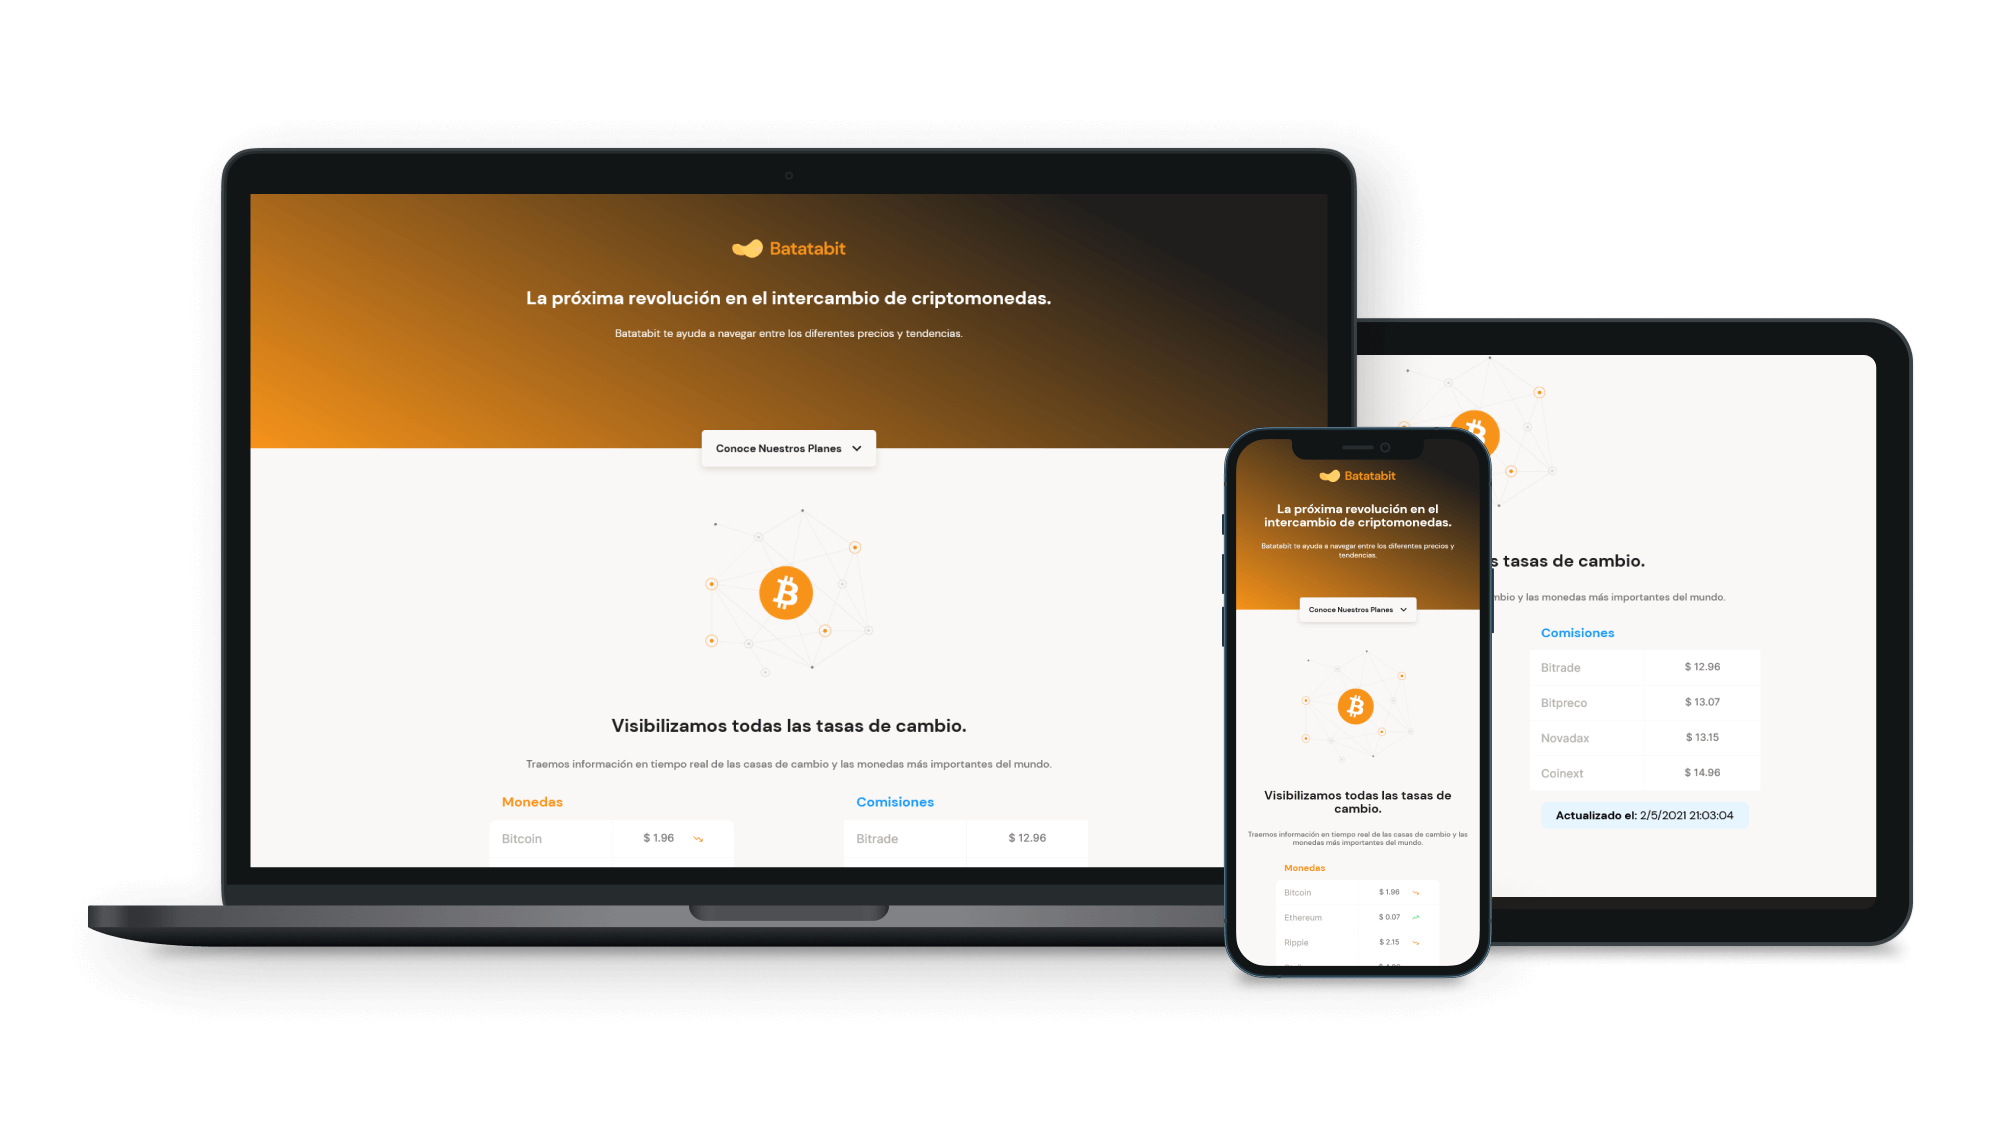 Batatabit
La próxima revolución en el intercambio de criptomonedas.
Batatabit te ayuda a navegar entre los diferentes precios y tendencias.
Conoce Nuestros Planes
Visibilizamos todas las tasas de cambio.
Traemos información en tiempo real de las casas de cambio y las monedas más importantes del mundo.
Monedas
Comisiones
Bitcoin $ 1.96
Bitrade $ 12.96
Batatabit
La próxima revolución en el
intercambio de criptomonedas.
Batatabit te ayuda a navegar entre los diferentes precios y
tendencias.
Conoce Nuestros Planes
Visibilizamos todas las tasas de
cambio.
Traemos información en tiempo real de las casas de cambio y las
monedas más importantes del mundo.
Monedas
Bitcoin $ 1.96
Ethereum $ 0.07
Ripple $ 2.15
tasas de cambio.
y las monedas más importantes del mundo.
Comisiones
Bitrade $ 12.96
Bitpreco $ 13.07
Novadax $ 13.15
Coinext $ 14.96
Actualizado el: 2/5/2021 21:03:04